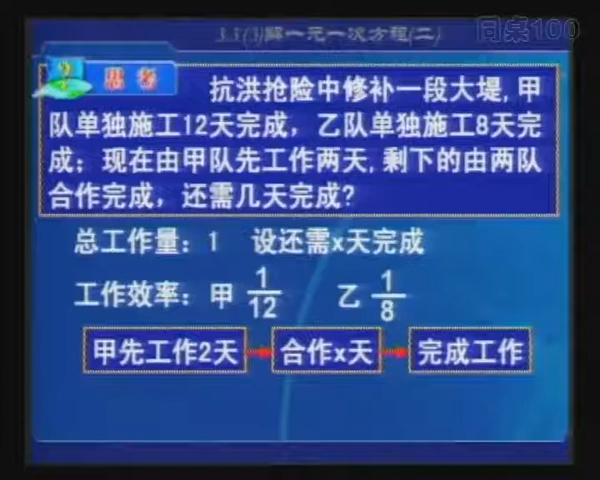 3.3(3)解一元一次方程(二)
同桌100
思考
抗洪抢险中修补一段大堤,甲
队单独施工12天完成，乙队单独施工8天完
成；现在由甲队先工作两天,剩下的由两队
合作完成，还需几天完成?
总工作量：1 设还需x天完成
工作效率：甲 1/12 乙 1/8
甲先工作2天 合作x天 完成工作